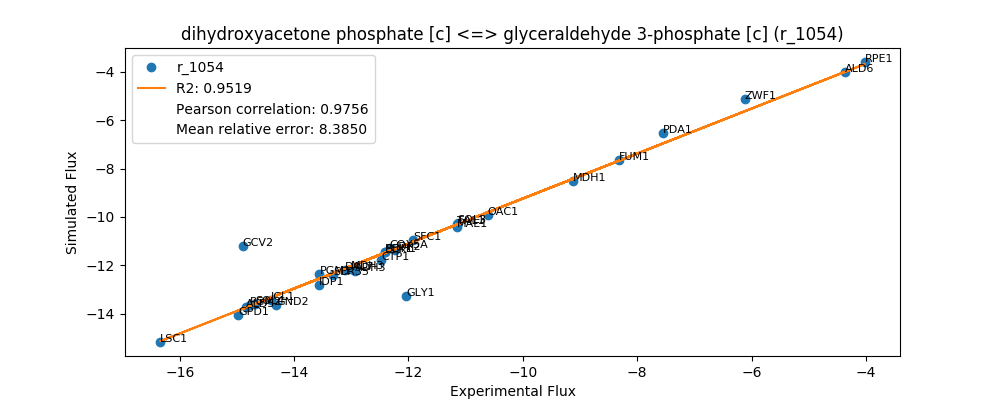 dihydroxyacetone phosphate [c] <=> glyceraldehyde 3-phosphate [c] (r_1054)
r_1054
R2: 0.9519
Pearson correlation: 0.9756
Mean relative error: 8.3850
RPE1
ALD6
ZWF1
PDA1
FUM1
MDH1
OAC1
MAE1
SFC1
GCV2
CTP1
IDP1
GLY1
ICL1
GND2
GPD1
LSC1
−4
−6
−8
−10
−12
−14
Simulated Flux
−16
−14
−12
−10
−8
−6
−4
Experimental Flux